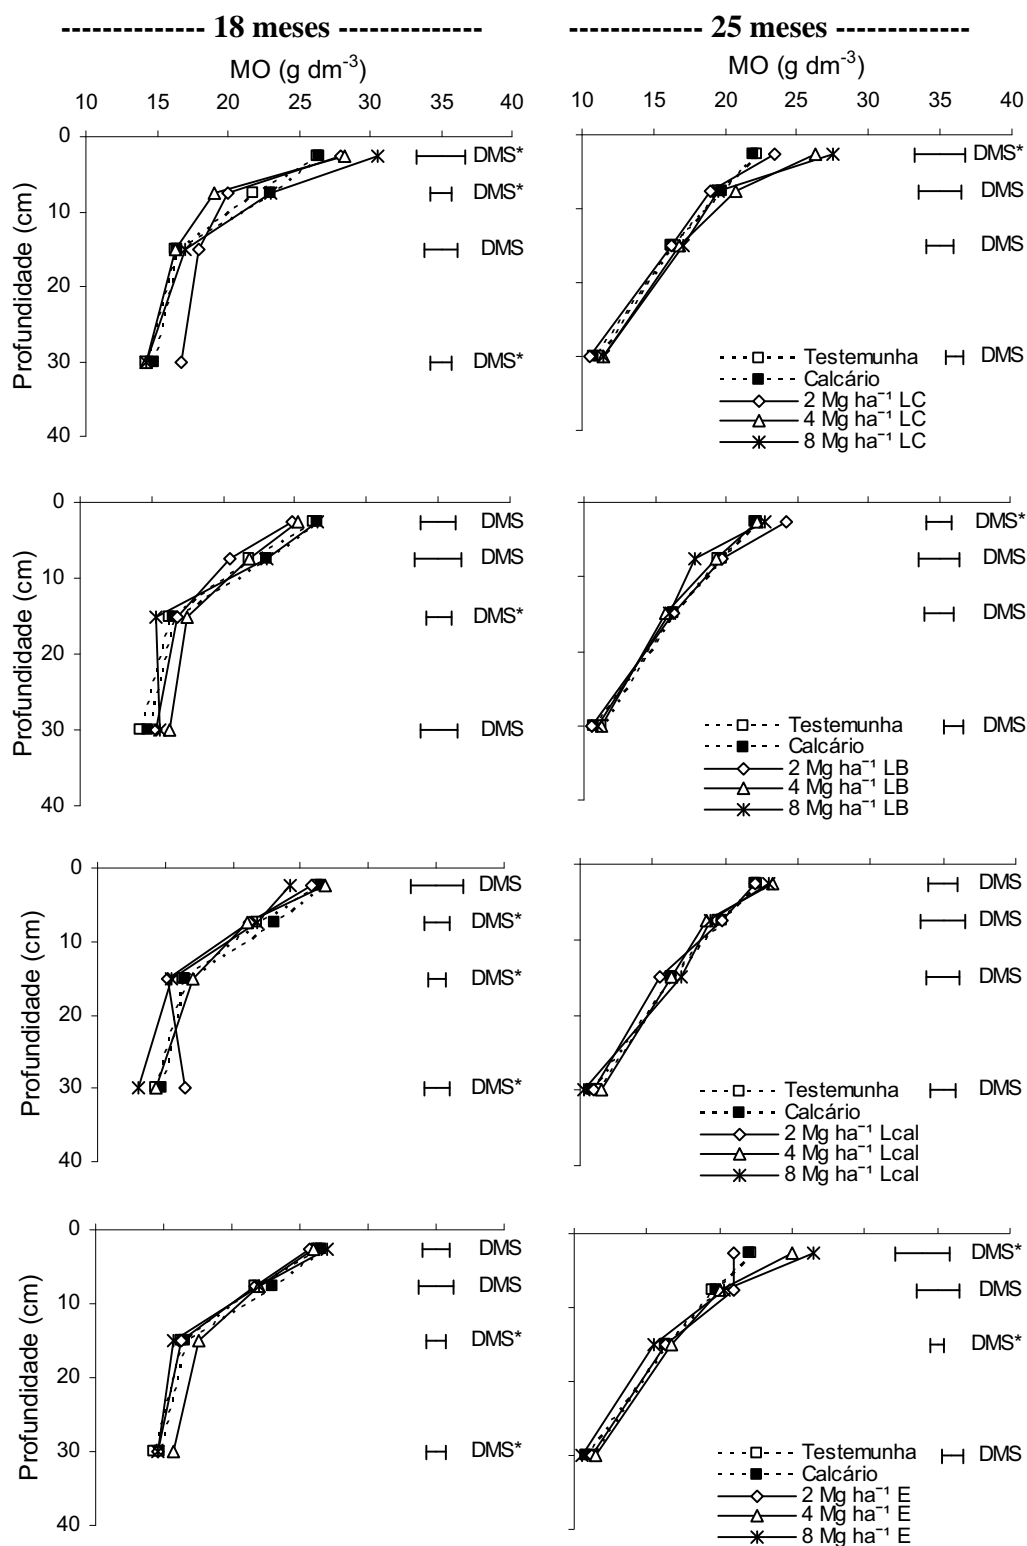 18 meses
25 meses
MO (g dm-3)
MO (g dm-3)
10 15 20 25 30 35 40
10 15 20 25 30 35 40
Profundidade (cm)
0
10
20
30
40
DMS*
DMS*
DMS
DMS*
DMS*
DMS
DMS
DMS
Testemunha
Calcário
2 Mg ha⁻¹ LC
4 Mg ha⁻¹ LC
8 Mg ha⁻¹ LC
Profundidade (cm)
0
10
20
30
40
DMS
DMS
DMS*
DMS
DMS*
DMS
DMS
DMS
Testemunha
Calcário
2 Mg ha⁻¹ LB
4 Mg ha⁻¹ LB
8 Mg ha⁻¹ LB
Profundidade (cm)
0
10
20
30
40
DMS
DMS*
DMS*
DMS*
DMS
DMS
DMS
DMS
Testemunha
Calcário
2 Mg ha⁻¹ Lcal
4 Mg ha⁻¹ Lcal
8 Mg ha⁻¹ Lcal
Profundidade (cm)
0
10
20
30
40
DMS
DMS
DMS*
DMS*
DMS*
DMS
DMS*
DMS
Testemunha
Calcário
2 Mg ha⁻¹ E
4 Mg ha⁻¹ E
8 Mg ha⁻¹ E